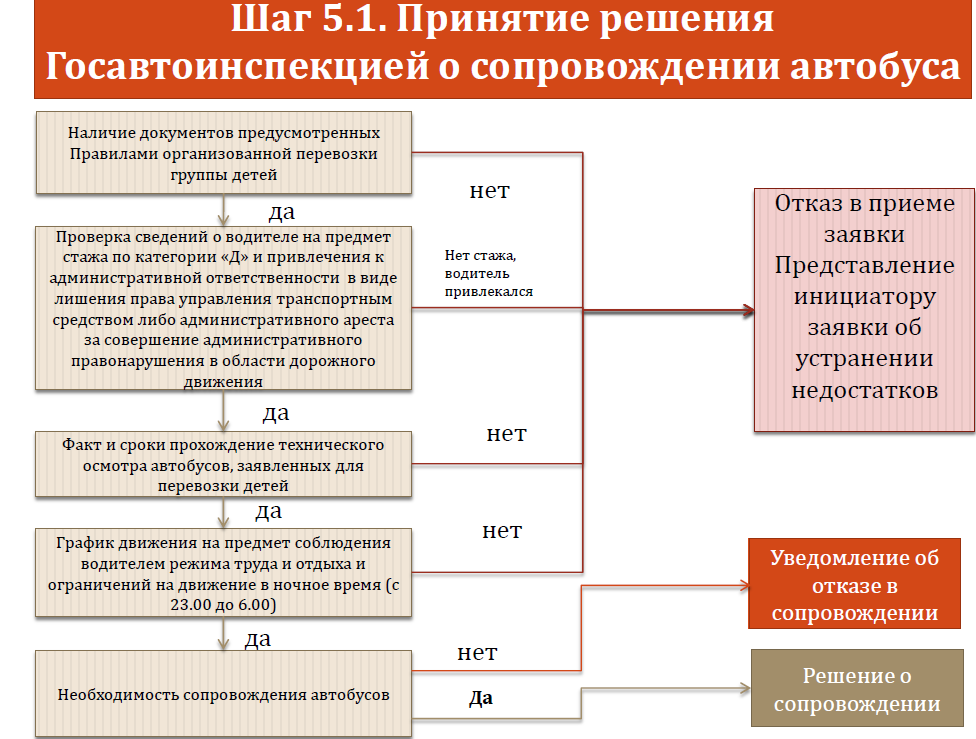 Шаг 5.1. Принятие решения
Госавтоинспекцией о сопровождении автобуса
Наличие документов предусмотренных
Правилами организованной перевозки
группы детей
нет
да
Проверка сведений о водителе на предмет
стажа по категории «Д» и привлечения к
административной ответственности в виде
лишения права управления транспортным
средством либо административного ареста
за совершение административного
правонарушения в области дорожного
движения
Нет стажа,
водитель
привлекался
Отказ в приеме
заявки
Представление
инициатору
заявки об
устранении
недостатков
да
Факт и сроки прохождение технического
осмотра автобусов, заявленных для
перевозки детей
нет
да
График движения на предмет соблюдения
водителем режима труда и отдыха и
ограничений на движение в ночное время (с
23.00 до 6.00)
нет
да
Необходимость сопровождения автобусов
нет
Уведомление об
отказе в
сопровождении
Да
Решение о
сопровождении